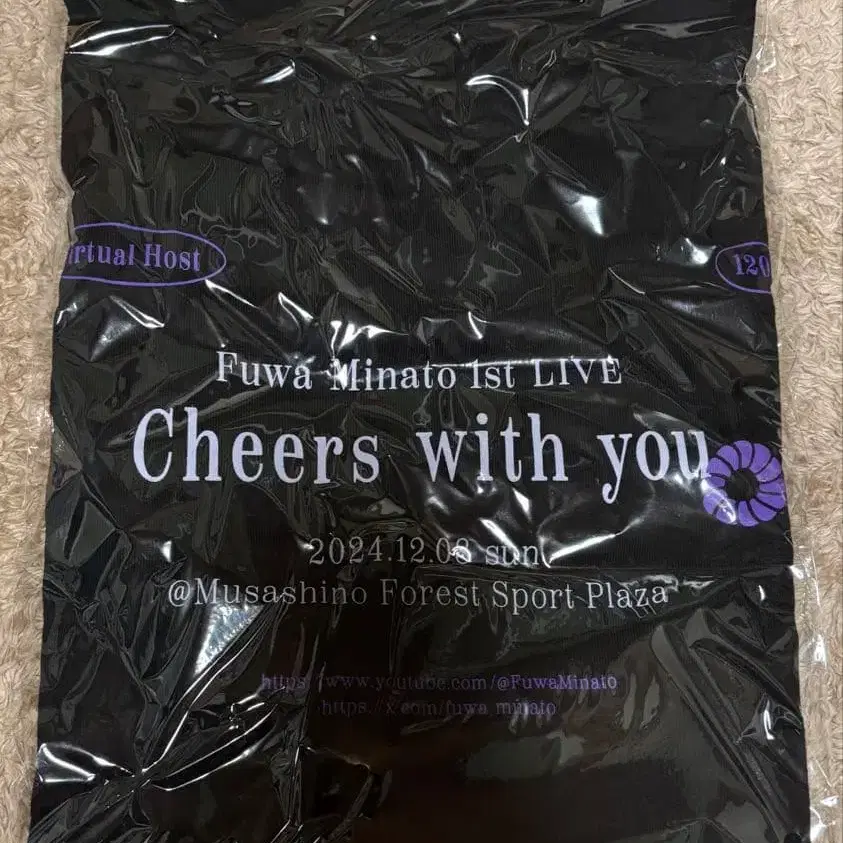 irtual Host
120
Fuwa Minato 1st LIVE
Cheers with you
2024.12.08 sun
@Musashino Forest Sport Plaza
https://www.youtube.com/@FuwaMinato
https://x.com/fuwa_minato